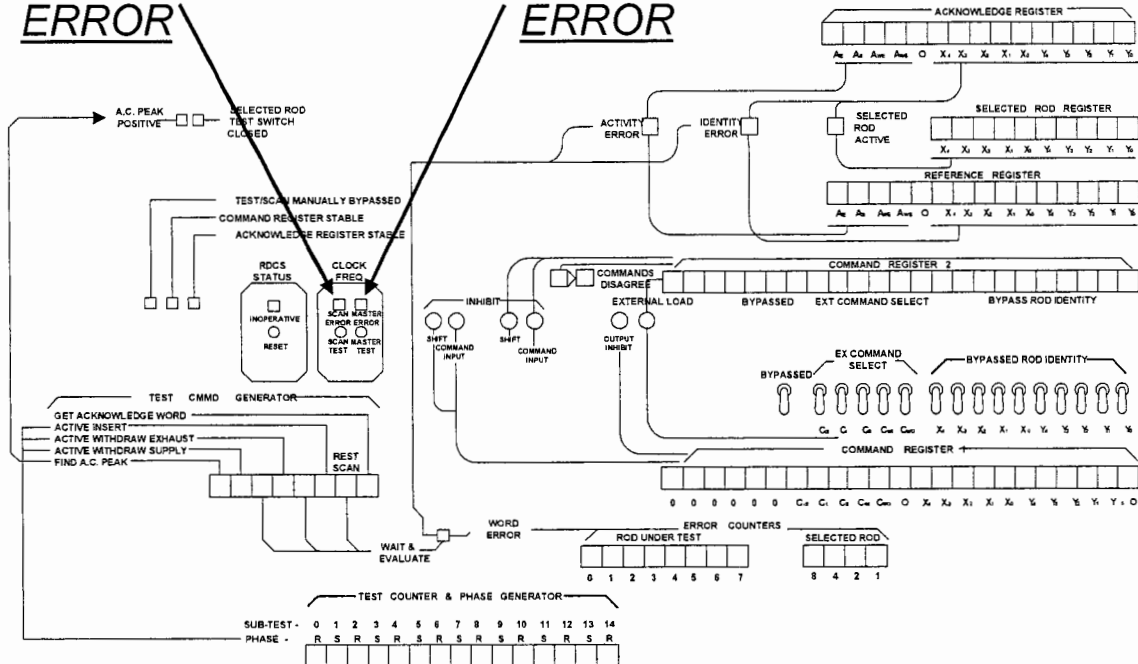 ERROR
ERROR
ACKNOWLEDGE REGISTER
A.C. PEAK POSITIVE
SELECTED ROD TEST SWITCH CLOSED
ACTIVITY ERROR
IDENTITY ERROR
SELECTED ROD ACTIVE
SELECTED ROD REGISTER
REFERENCE REGISTER
TEST/SCAN MANUALLY BYPASSED
COMMAND REGISTER STABLE
ACKNOWLEDGE REGISTER STABLE
RDCS STATUS
INOPERATIVE
RESET
CLOCK FREQ
SCAN ERROR
MASTER ERROR
SCAN TEST
MASTER TEST
INHIBIT
SHIFT
COMMAND INPUT
SHIFT
COMMAND INPUT
COMMANDS DISAGREE
COMMAND REGISTER 2
EXTERNAL LOAD
BYPASSED
EXT COMMAND SELECT
BYPASS ROD IDENTITY
OUTPUT INHIBIT
BYPASSED
EX COMMAND SELECT
BYPASSED ROD IDENTITY
TEST CMMD GENERATOR
GET ACKNOWLEDGE WORD
ACTIVE INSERT
ACTIVE WITHDRAW EXHAUST
ACTIVE WITHDRAW SUPPLY
FIND A.C. PEAK
REST SCAN
COMMAND REGISTER 1
WAIT & EVALUATE
WORD ERROR
ERROR COUNTERS
ROD UNDER TEST
0 1 2 3 4 5 6 7
SELECTED ROD
8 4 2 1
TEST COUNTER & PHASE GENERATOR
SUB-TEST - 0 1 2 3 4 5 6 7 8 9 10 11 12 13 14
PHASE - R S R S R S R S R S R S R S R